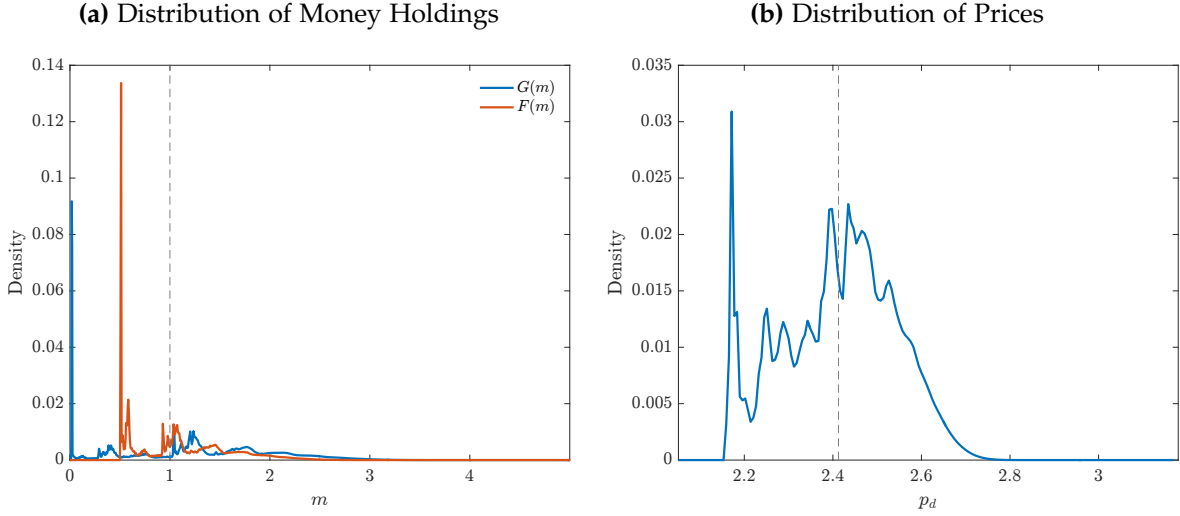 (a) Distribution of Money Holdings
0.14
0.12
0.1
0.08
0.06
0.04
0.02
0
Density
G(m)
F(m)
0 1 2 3 4
m
(b) Distribution of Prices
0.035
0.03
0.025
0.02
0.015
0.01
0.005
0
Density
2.2 2.4 2.6 2.8 3
p_d